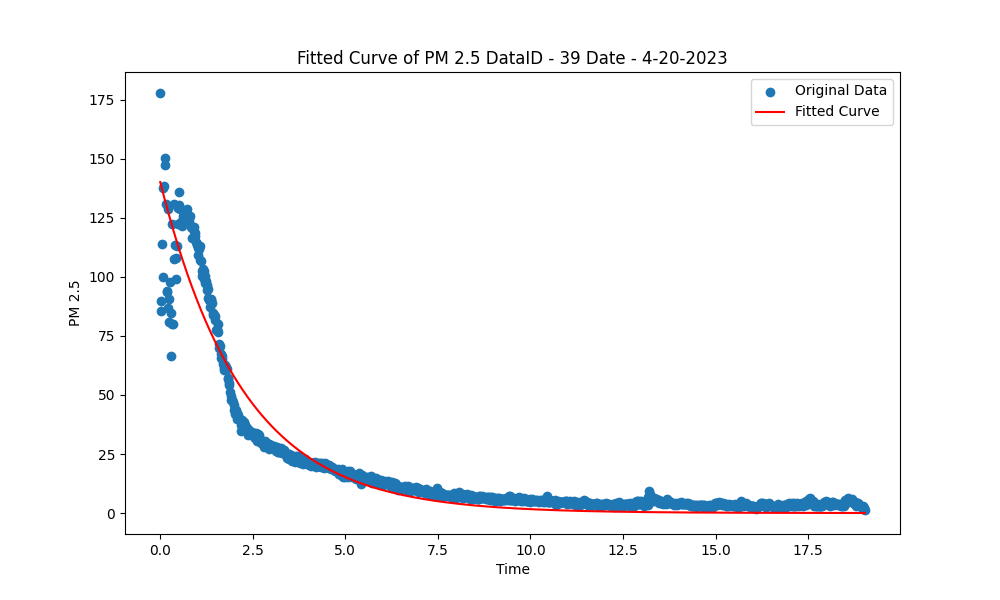 Fitted Curve of PM 2.5 DataID - 39 Date - 4-20-2023
Original Data
Fitted Curve
175
150
125
100
75
50
25
0
PM 2.5
0.0 2.5 5.0 7.5 10.0 12.5 15.0 17.5
Time